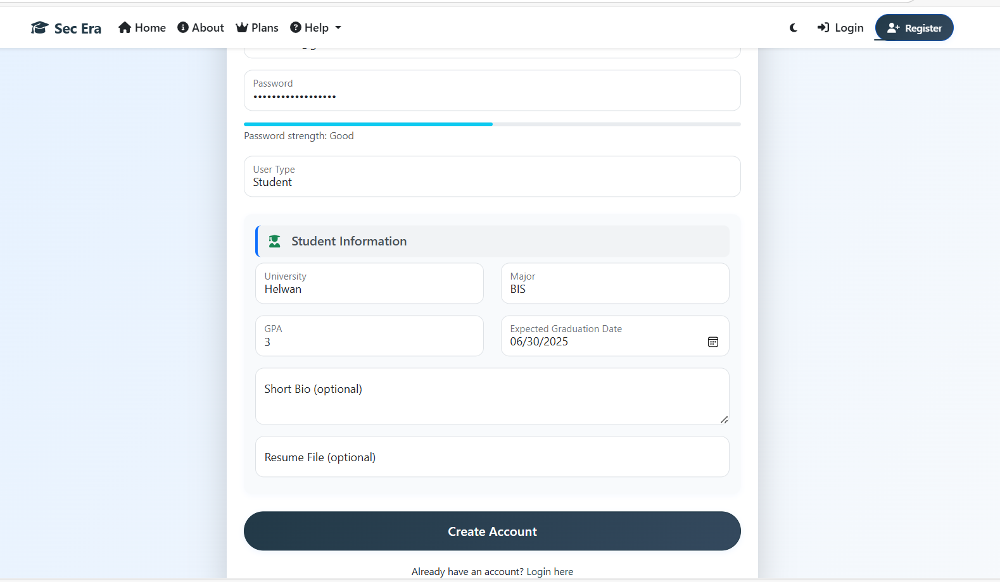 Sec Era Home About Plans Help Login Register
Password
••••••••••••••••••
Password strength: Good
User Type
Student
Student Information
University
Helwan
Major
BIS
GPA
3
Expected Graduation Date
06/30/2025
Short Bio (optional)
Resume File (optional)
Create Account
Already have an account? Login here